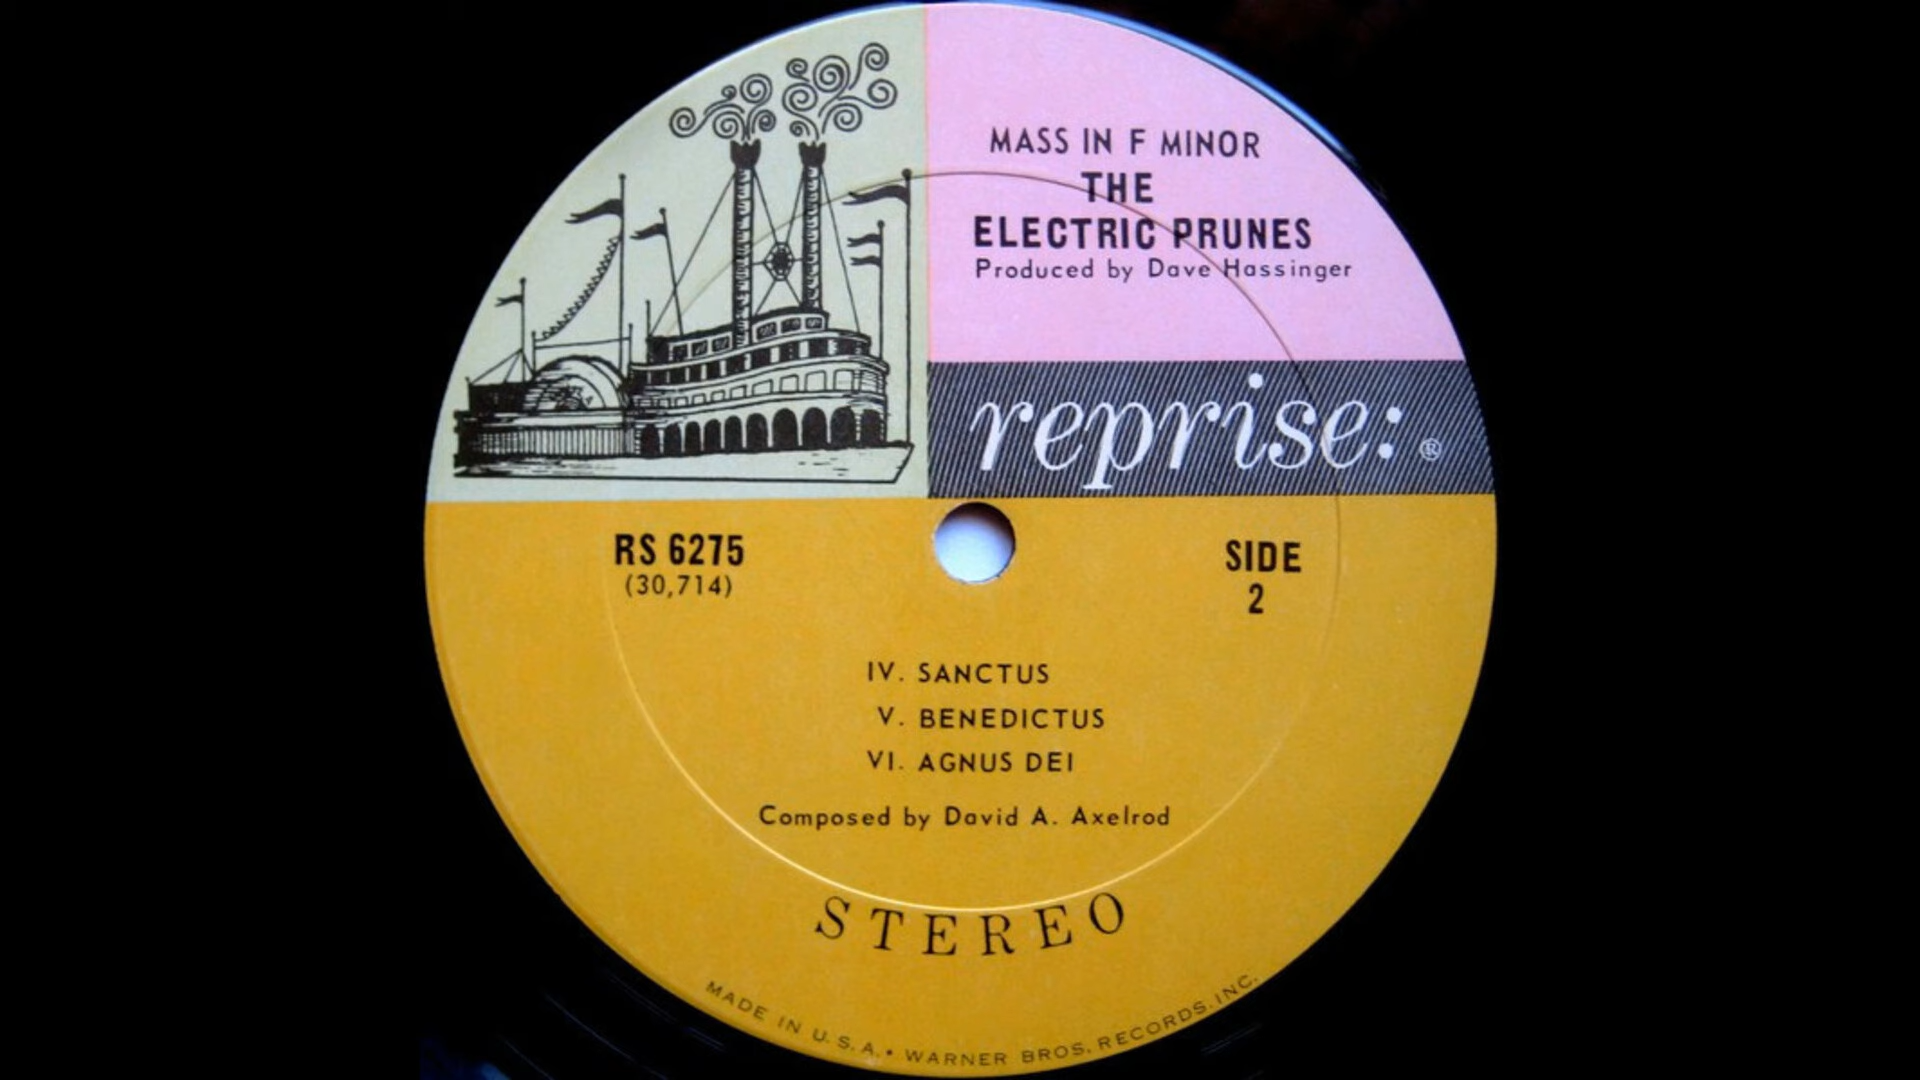 MASS IN F MINOR
THE
ELECTRIC PRUNES
Produced by Dave Hassinger
reprise: ®
RS 6275
(30,714)
SIDE
2
IV. SANCTUS
V. BENEDICTUS
VI. AGNUS DEI
Composed by David A. Axelrod
STEREO
MADE IN U.S.A. • WARNER BROS. RECORDS, INC.